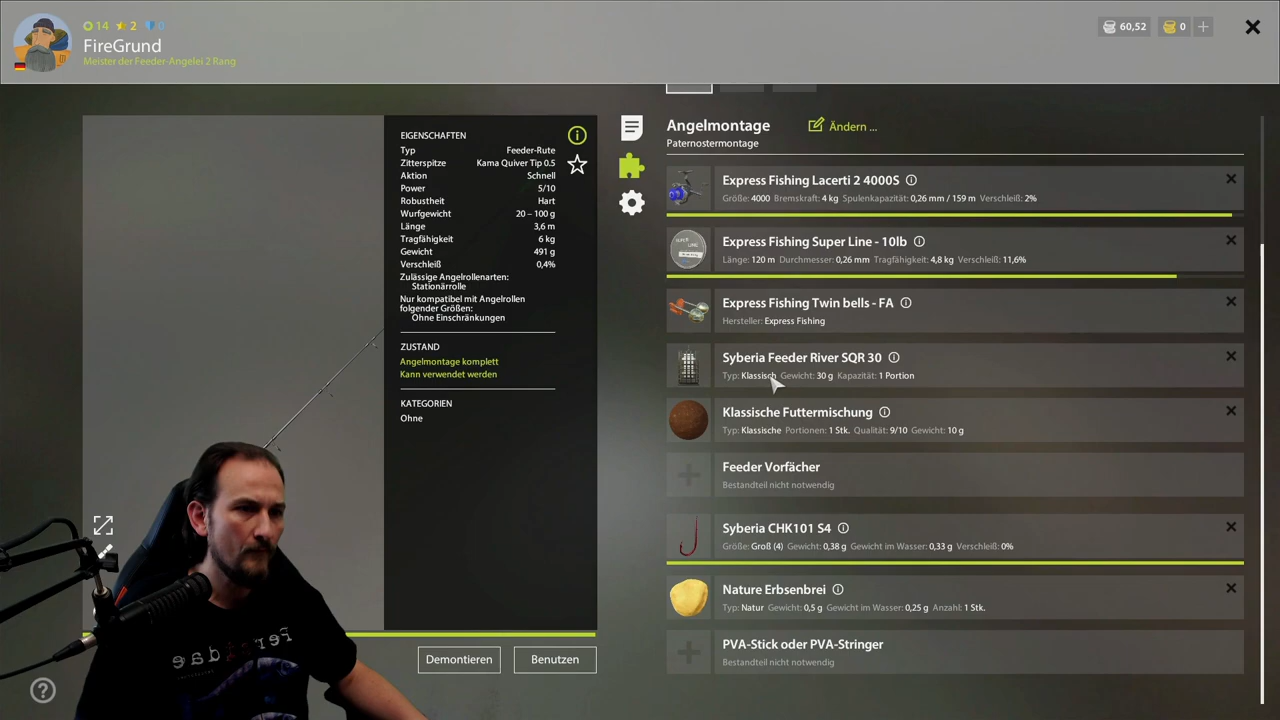 14 2 0
60,52 0
FireGrund
Meister der Feeder-Angelei 2 Rang
EIGENSCHAFTEN
Typ Feeder-Rute
Zitterspitze Kama Quiver Tip 0.5
Aktion Schnell
Power 5/10
Robustheit Hart
Wurfgewicht 20 – 100 g
Länge 3,6 m
Tragfähigkeit 6 kg
Gewicht 491 g
Verschleiß 0,4%
Zulässige Angelrollenarten:
Stationärrolle
Nur kompatibel mit Angelrollen
folgender Größen:
Ohne Einschränkungen
ZUSTAND
Angelmontage komplett
Kann verwendet werden
KATEGORIEN
Ohne
Demontieren Benutzen
Angelmontage Ändern ...
Paternostermontage
Express Fishing Lacerti 2 4000S
Größe: 4000 Bremskraft: 4 kg Spulenkapazität: 0,26 mm / 159 m Verschleiß: 2%
Express Fishing Super Line - 10lb
Länge: 120 m Durchmesser: 0,26 mm Tragfähigkeit: 4,8 kg Verschleiß: 11,6%
Express Fishing Twin bells - FA
Hersteller: Express Fishing
Syberia Feeder River SQR 30
Typ: Klassisch Gewicht: 30 g Kapazität: 1 Portion
Klassische Futtermischung
Typ: Klassische Portionen: 1 Stk. Qualität: 9/10 Gewicht: 10 g
Feeder Vorfächer
Bestandteil nicht notwendig
Syberia CHK101 S4
Größe: Groß (4) Gewicht: 0,38 g Gewicht im Wasser: 0,33 g Verschleiß: 0%
Nature Erbsenbrei
Typ: Natur Gewicht: 0,5 g Gewicht im Wasser: 0,25 g Anzahl: 1 Stk.
PVA-Stick oder PVA-Stringer
Bestandteil nicht notwendig